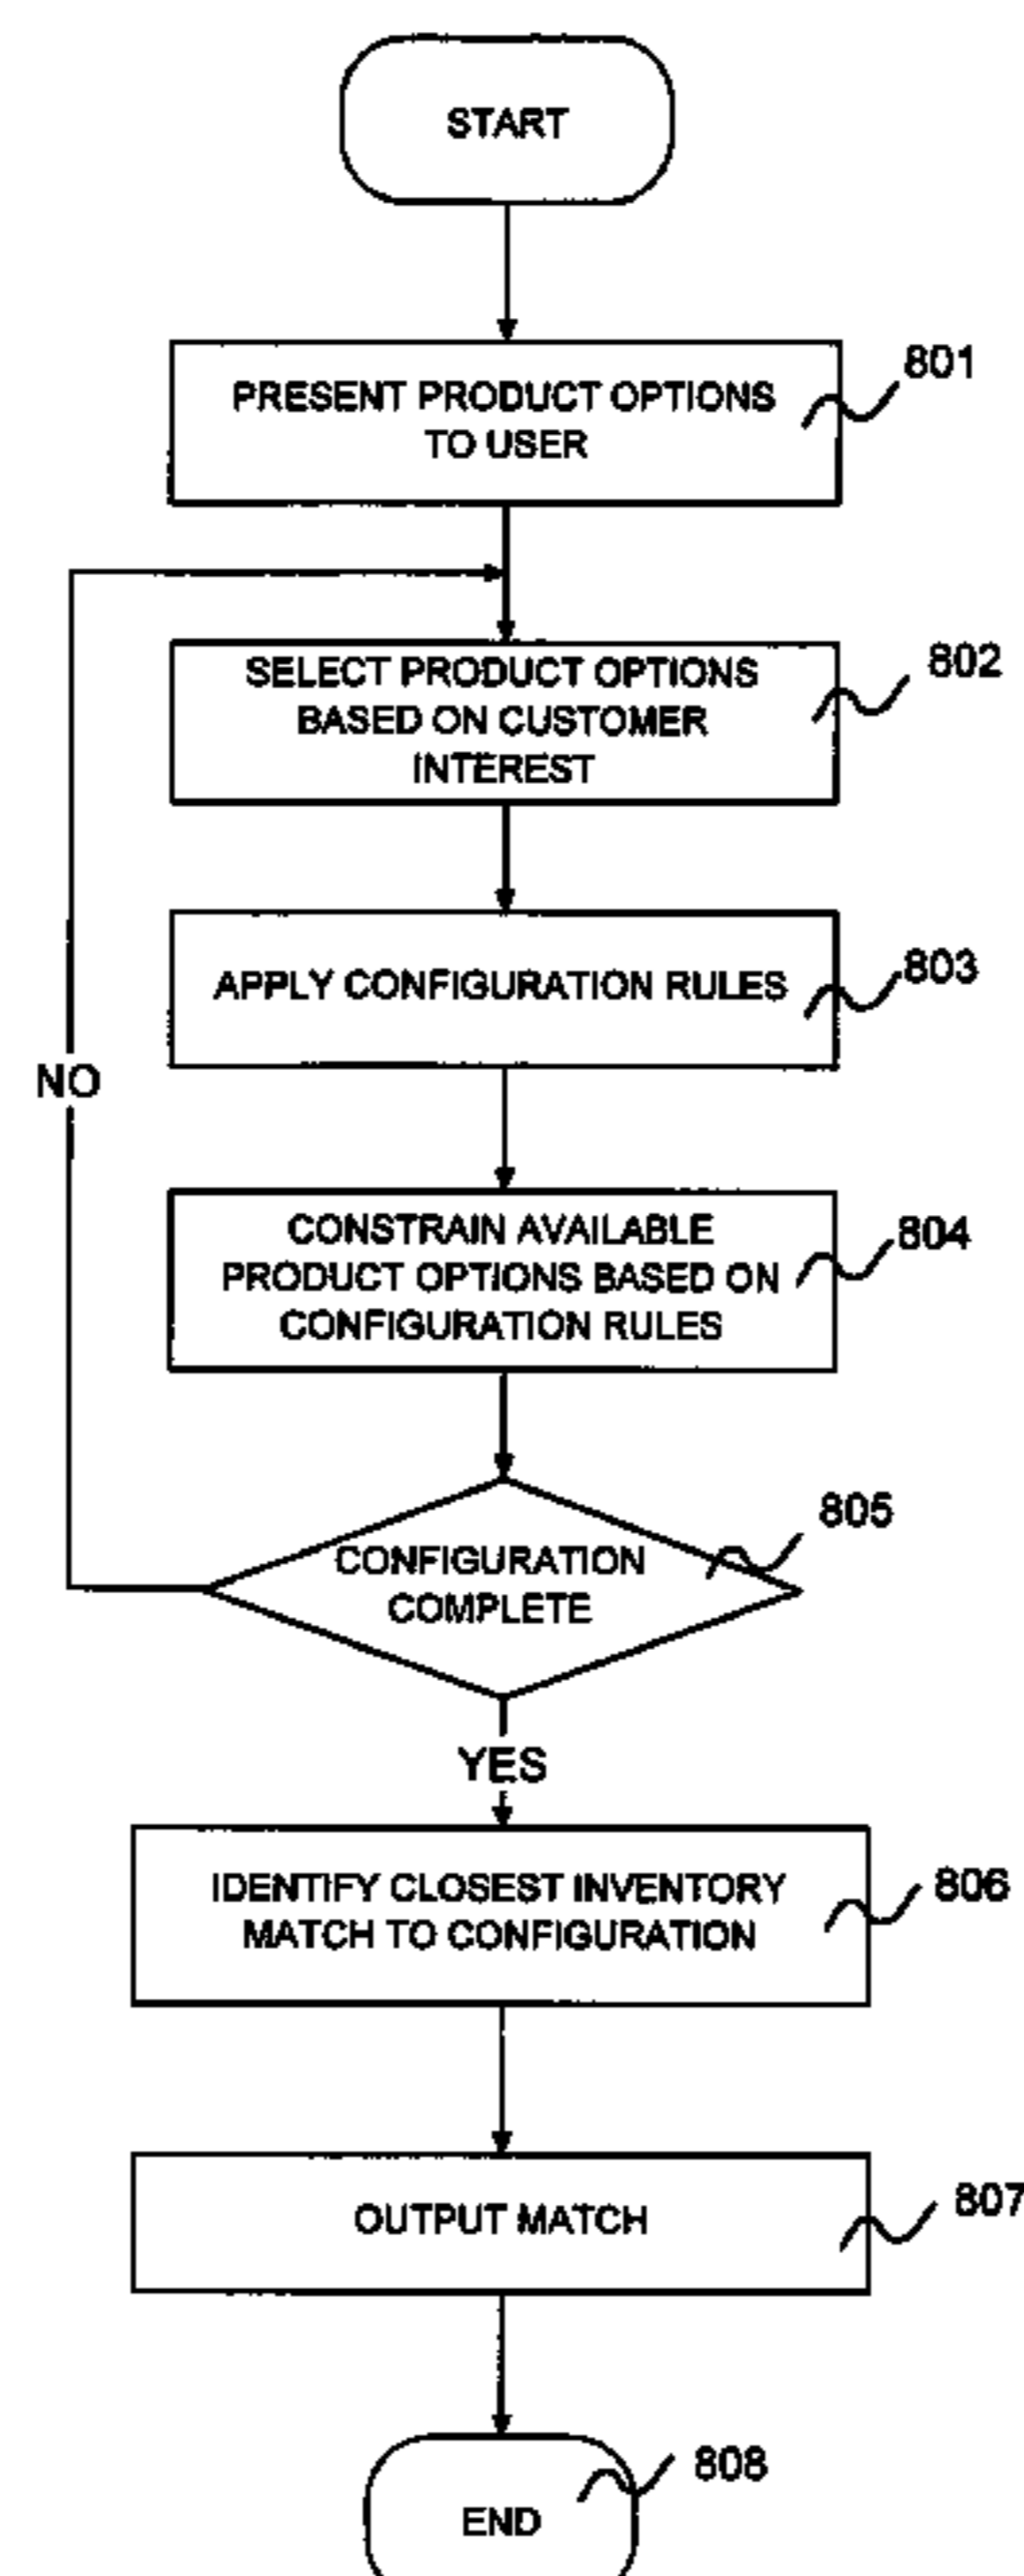 START
PRESENT PRODUCT OPTIONS
TO USER
801
SELECT PRODUCT OPTIONS
BASED ON CUSTOMER
INTEREST
802
APPLY CONFIGURATION RULES
803
NO
CONSTRAIN AVAILABLE
PRODUCT OPTIONS BASED ON
CONFIGURATION RULES
804
CONFIGURATION
COMPLETE
805
YES
IDENTIFY CLOSEST INVENTORY
MATCH TO CONFIGURATION
806
OUTPUT MATCH
807
END
808